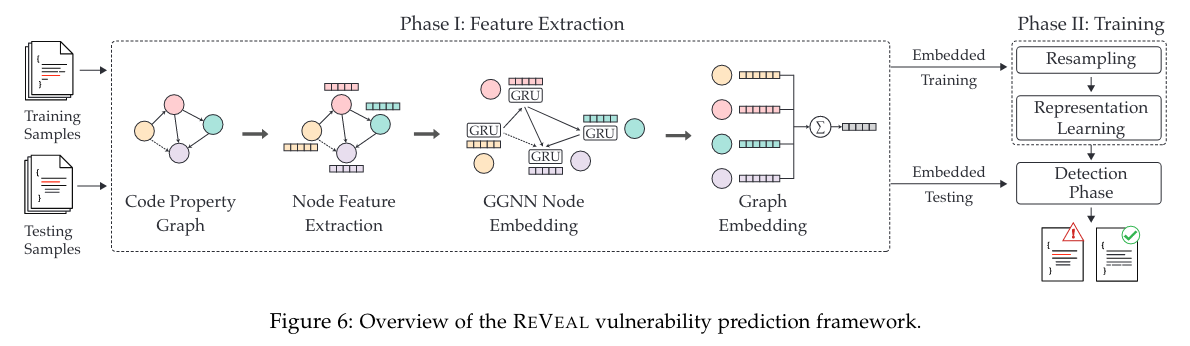 Phase I: Feature Extraction
Phase II: Training
Training
Samples
Testing
Samples
Code Property
Graph
Node Feature
Extraction
GRU
GRU
GRU
GRU
GGNN Node
Embedding
Σ
Graph
Embedding
Embedded
Training
Embedded
Testing
Resampling
Representation
Learning
Detection
Phase
Figure 6: Overview of the REVEAL vulnerability prediction framework.